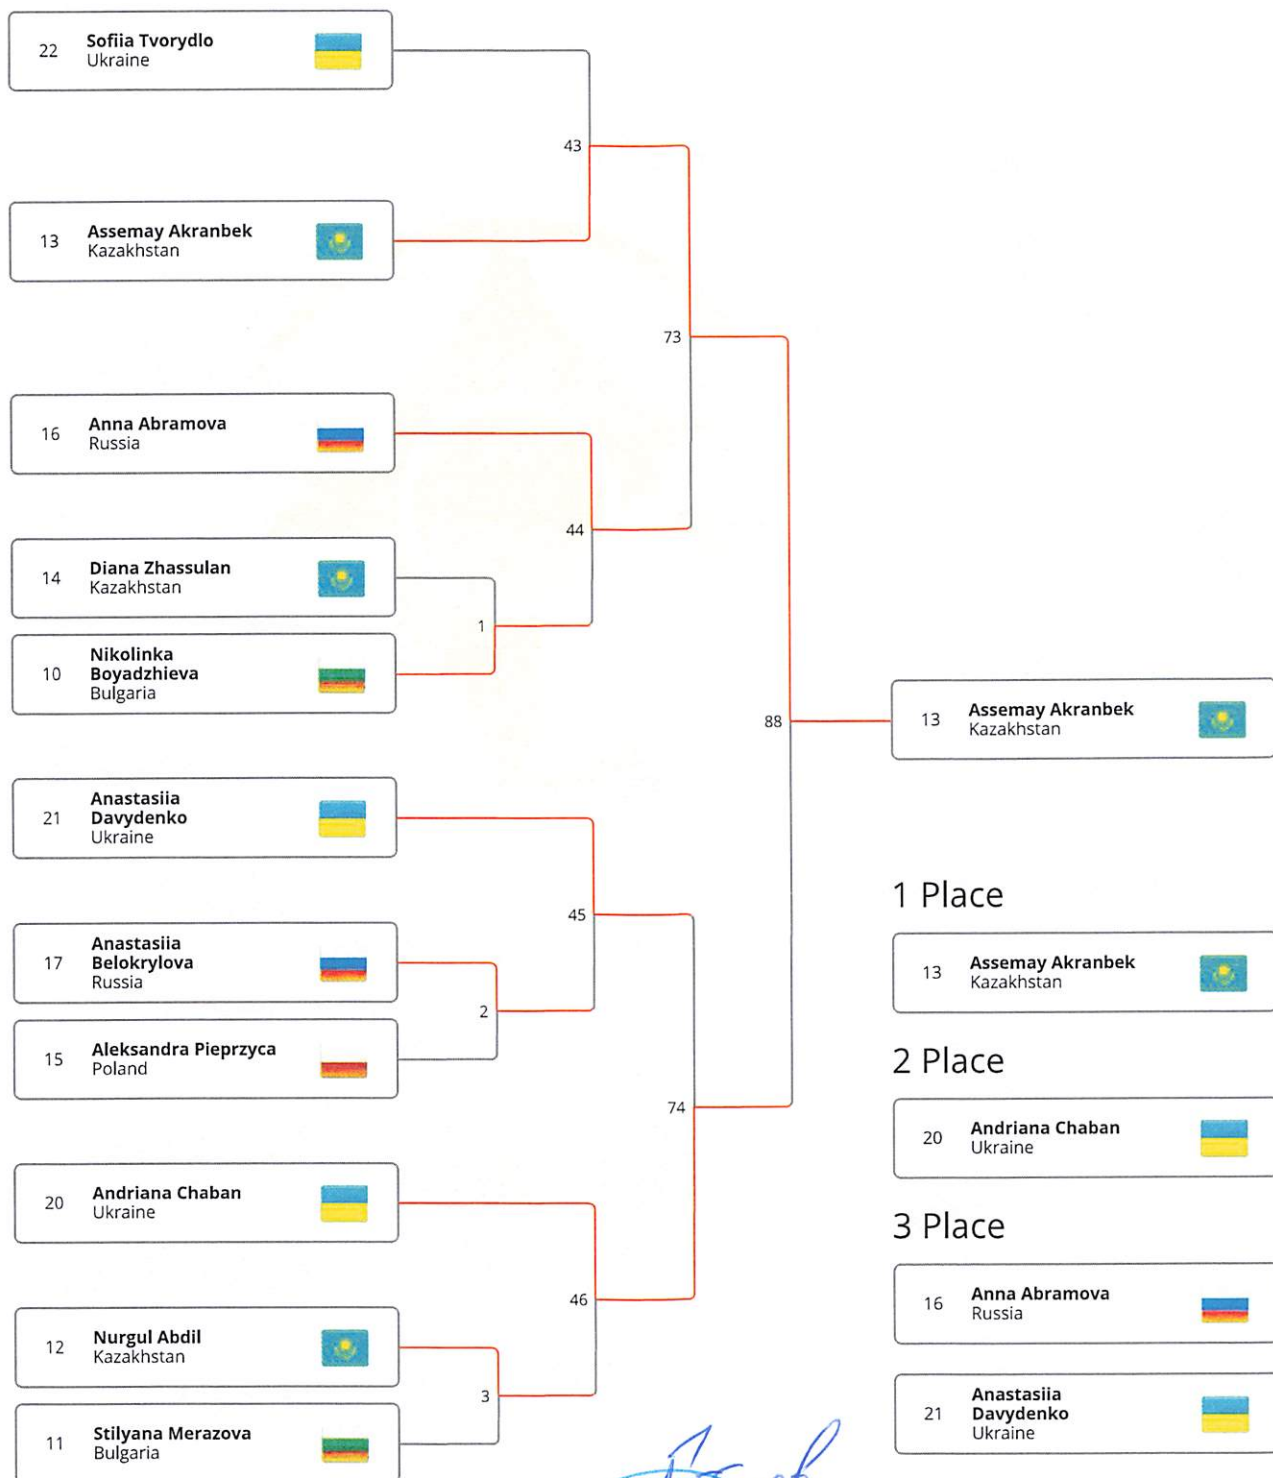 22 Sofiia Tvorydlo
Ukraine
43
13 Assemay Akranbek
Kazakhstan
73
16 Anna Abramova
Russia
44
14 Diana Zhassulan
Kazakhstan
1
10 Nikolinka
Boyadzhieva
Bulgaria
88
13 Assemay Akranbek
Kazakhstan
21 Anastasiia
Davydenko
Ukraine
45
17 Anastasiia
Belokrylova
Russia
2
15 Aleksandra Pieprzyca
Poland
74
20 Andriana Chaban
Ukraine
46
12 Nurgul Abdil
Kazakhstan
3
11 Stilyana Merazova
Bulgaria
1 Place
13 Assemay Akranbek
Kazakhstan
2 Place
20 Andriana Chaban
Ukraine
3 Place
16 Anna Abramova
Russia
21 Anastasiia
Davydenko
Ukraine